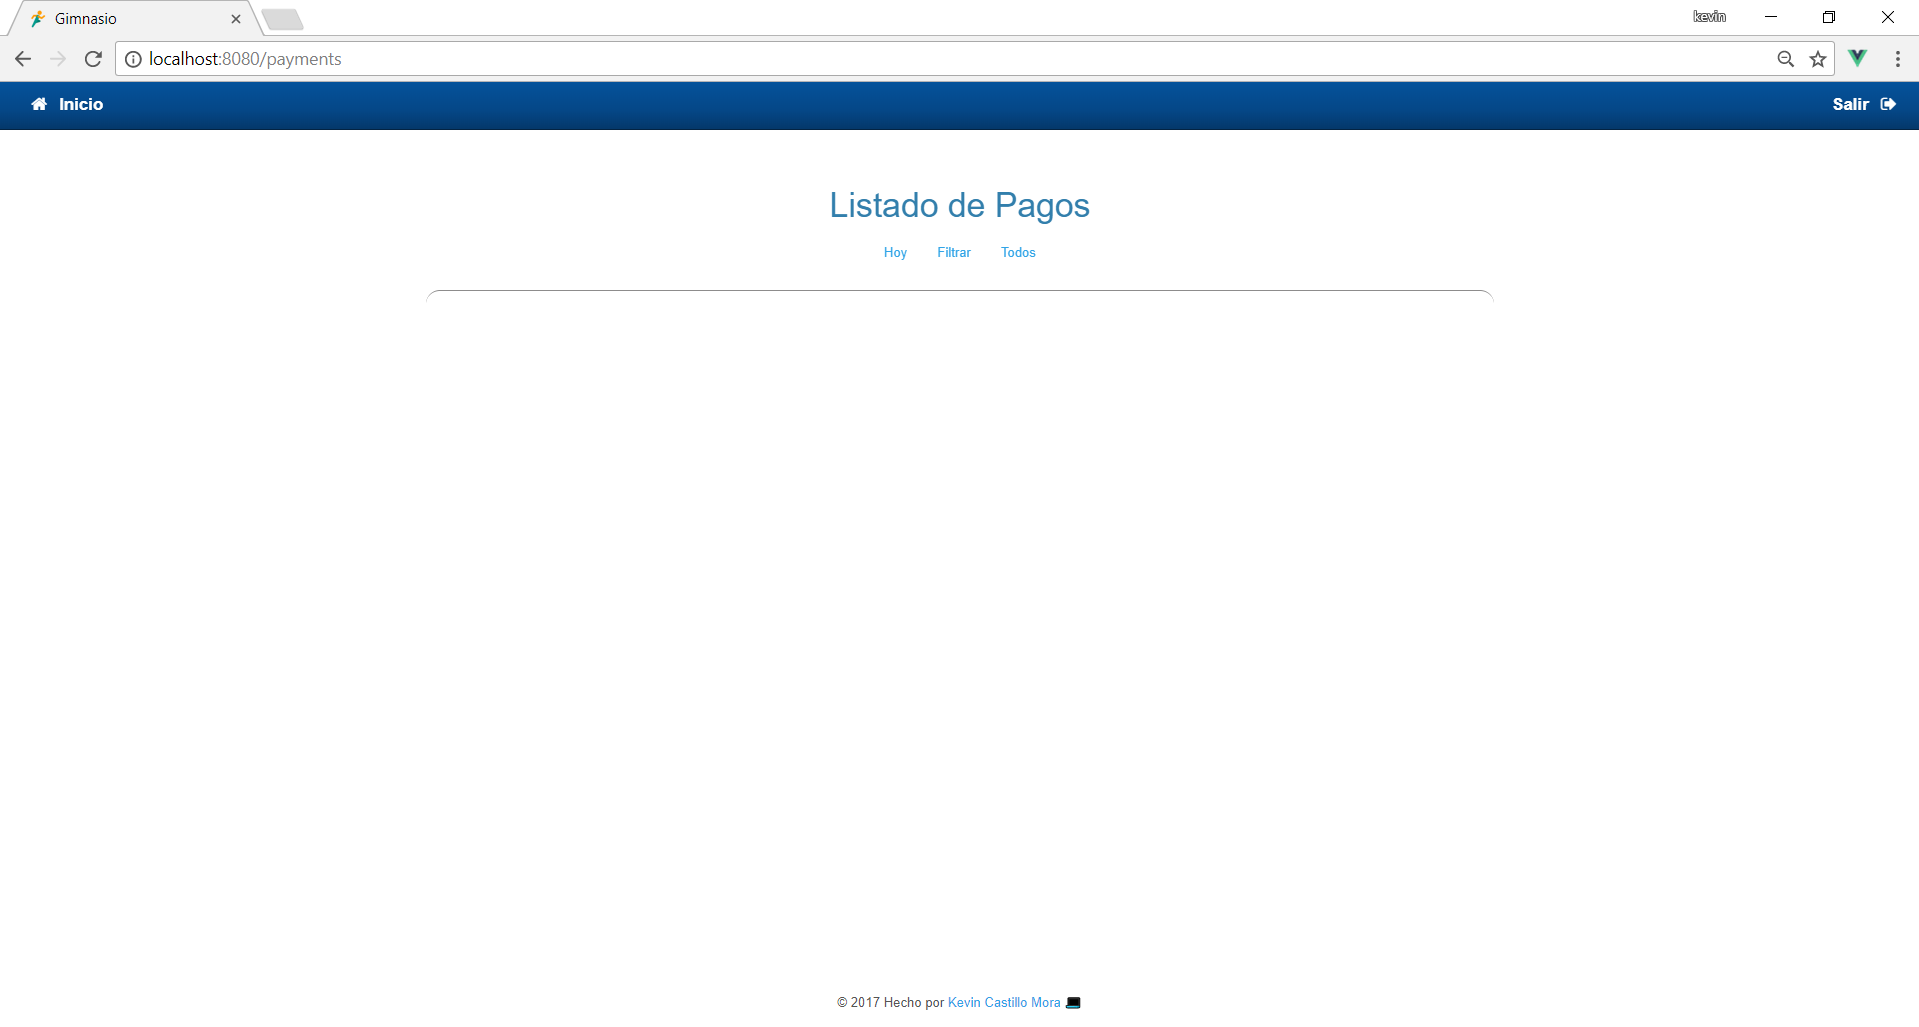 Gimnasio
kevin
localhost:8080/payments
Inicio
Salir
Listado de Pagos
Hoy Filtrar Todos
© 2017 Hecho por Kevin Castillo Mora